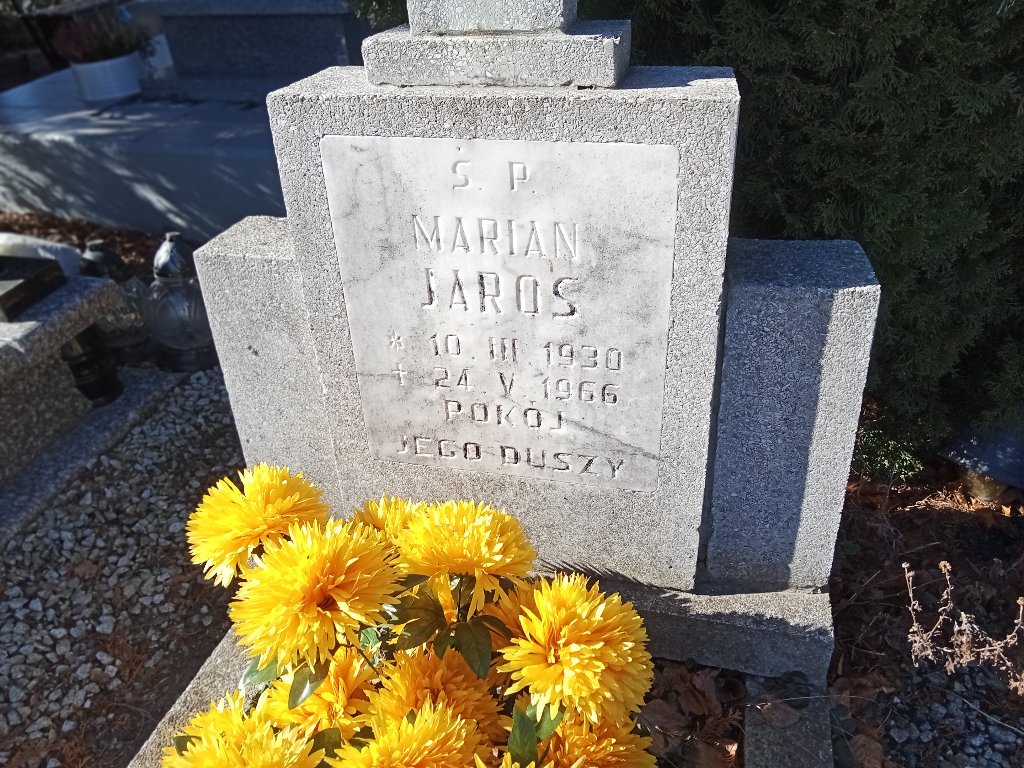 Ś. P.
MARIAN
JAROS
* 10. III. 1930
† 24. V. 1966
POKÓJ
JEGO DUSZY